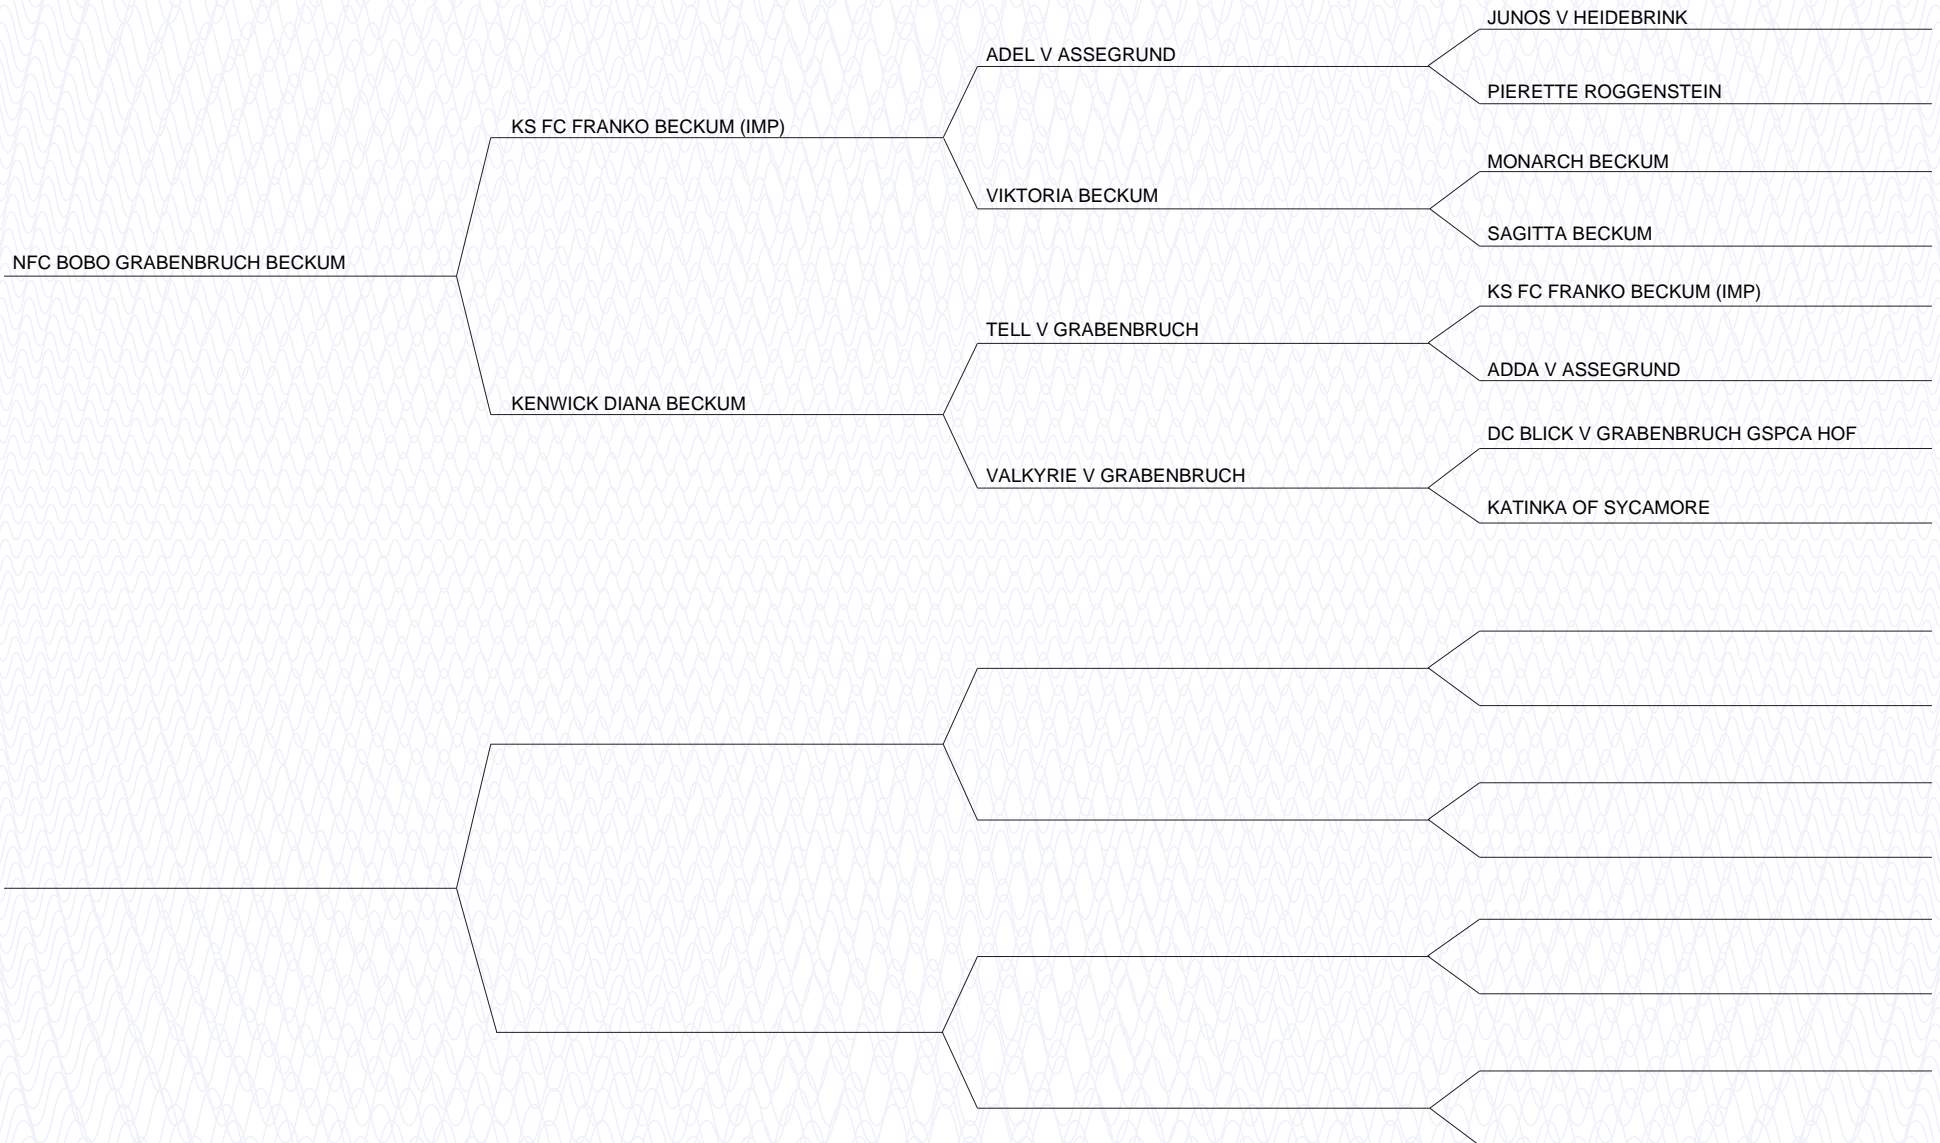 JUNOS V HEIDEBRINK
ADEL V ASSEGRUND
PIERETTE ROGGENSTEIN
KS FC FRANKO BECKUM (IMP)
MONARCH BECKUM
VIKTORIA BECKUM
SAGITTA BECKUM
NFC BOBO GRABENBRUCH BECKUM
KS FC FRANKO BECKUM (IMP)
TELL V GRABENBRUCH
ADDA V ASSEGRUND
KENWICK DIANA BECKUM
DC BLICK V GRABENBRUCH GSPCA HOF
VALKYRIE V GRABENBRUCH
KATINKA OF SYCAMORE